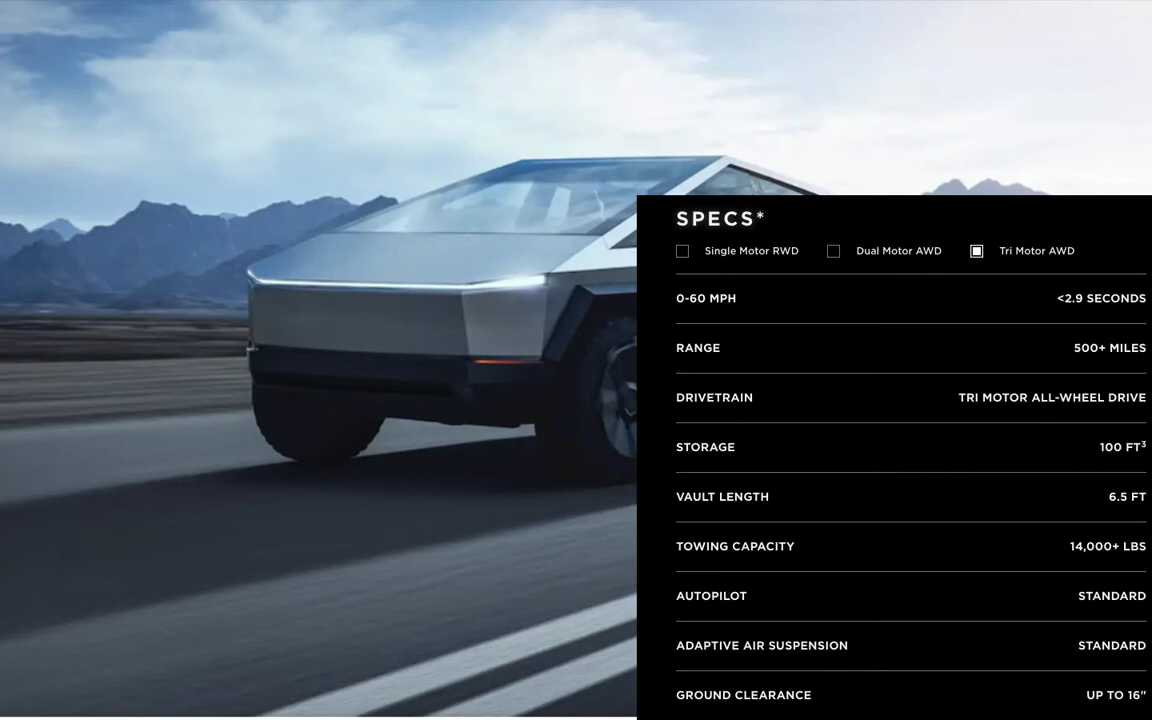 SPECS*
Single Motor RWD Dual Motor AWD Tri Motor AWD
0-60 MPH <2.9 SECONDS
RANGE 500+ MILES
DRIVETRAIN TRI MOTOR ALL-WHEEL DRIVE
STORAGE 100 FT³
VAULT LENGTH 6.5 FT
TOWING CAPACITY 14,000+ LBS
AUTOPILOT STANDARD
ADAPTIVE AIR SUSPENSION STANDARD
GROUND CLEARANCE UP TO 16"